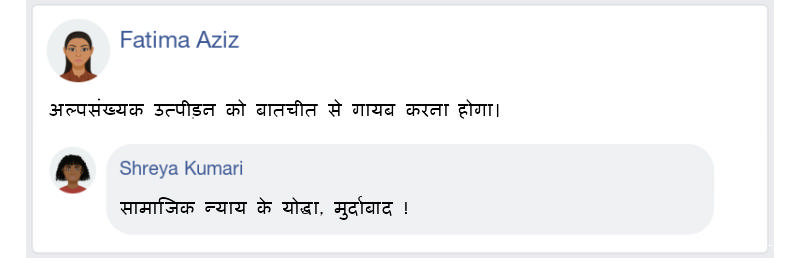 Fatima Aziz
अल्पसंख्यक उत्पीड़न को बातचीत से गायब करना होगा।
Shreya Kumari
सामाजिक न्याय के योद्धा, मुर्दाबाद !